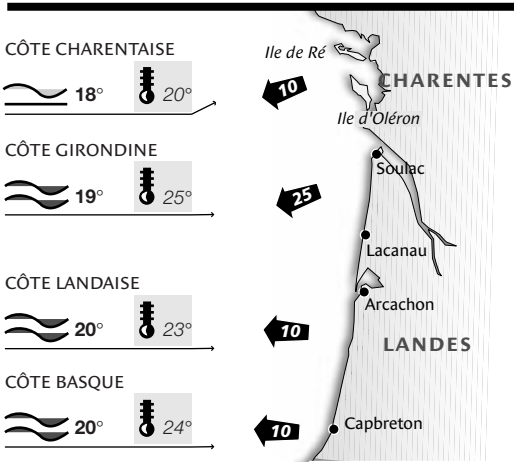 CÔTE CHARENTAISE
18° 20° 10
CÔTE GIRONDINE
19° 25° 25
CÔTE LANDAISE
20° 23° 10
CÔTE BASQUE
20° 24° 10
Ile de Ré
CHARENTES
Ile d'Oléron
Soulac
Lacanau
Arcachon
LANDES
Capbreton